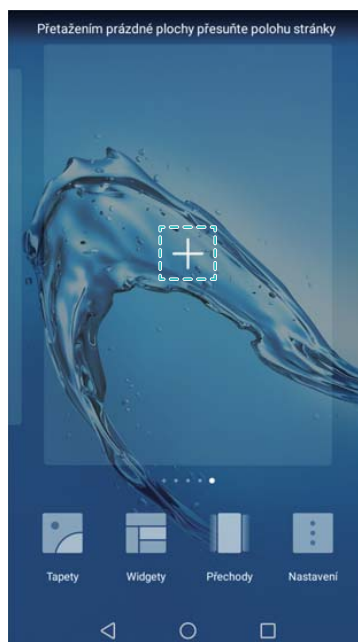 Přetažením prázdné plochy přesuňte polohu stránky
Tapety
Widgety
Přechody
Nastavení